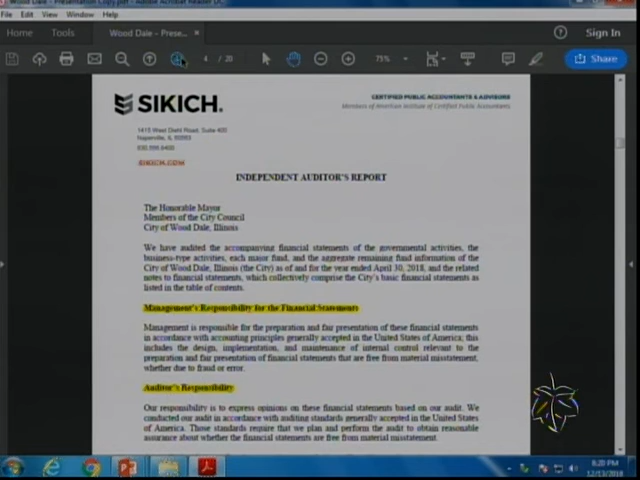 Wood Dale - Presentation Copy.pdf - Adobe Acrobat Reader DC
File Edit View Window Help
Home Tools Wood Dale - Prese... × Sign In
4 / 20 75% Share
SIKICH.
CERTIFIED PUBLIC ACCOUNTANTS & ADVISORS
Members of American Institute of Certified Public Accountants
1415 West Diehl Road, Suite 400
Naperville, IL 60563
630.566.8400
SIKICH.COM
INDEPENDENT AUDITOR'S REPORT
The Honorable Mayor
Members of the City Council
City of Wood Dale, Illinois
We have audited the accompanying financial statements of the governmental activities, the
business-type activities, each major fund, and the aggregate remaining fund information of the
City of Wood Dale, Illinois (the City) as of and for the year ended April 30, 2018, and the related
notes to financial statements, which collectively comprise the City's basic financial statements as
listed in the table of contents.
Management's Responsibility for the Financial Statements
Management is responsible for the preparation and fair presentation of these financial statements
in accordance with accounting principles generally accepted in the United States of America; this
includes the design, implementation, and maintenance of internal control relevant to the
preparation and fair presentation of financial statements that are free from material misstatement,
whether due to fraud or error.
Auditor's Responsibility
Our responsibility is to express opinions on these financial statements based on our audit. We
conducted our audit in accordance with auditing standards generally accepted in the United States
of America. Those standards require that we plan and perform the audit to obtain reasonable
assurance about whether the financial statements are free from material misstatement.
8:20 PM
12/13/2018